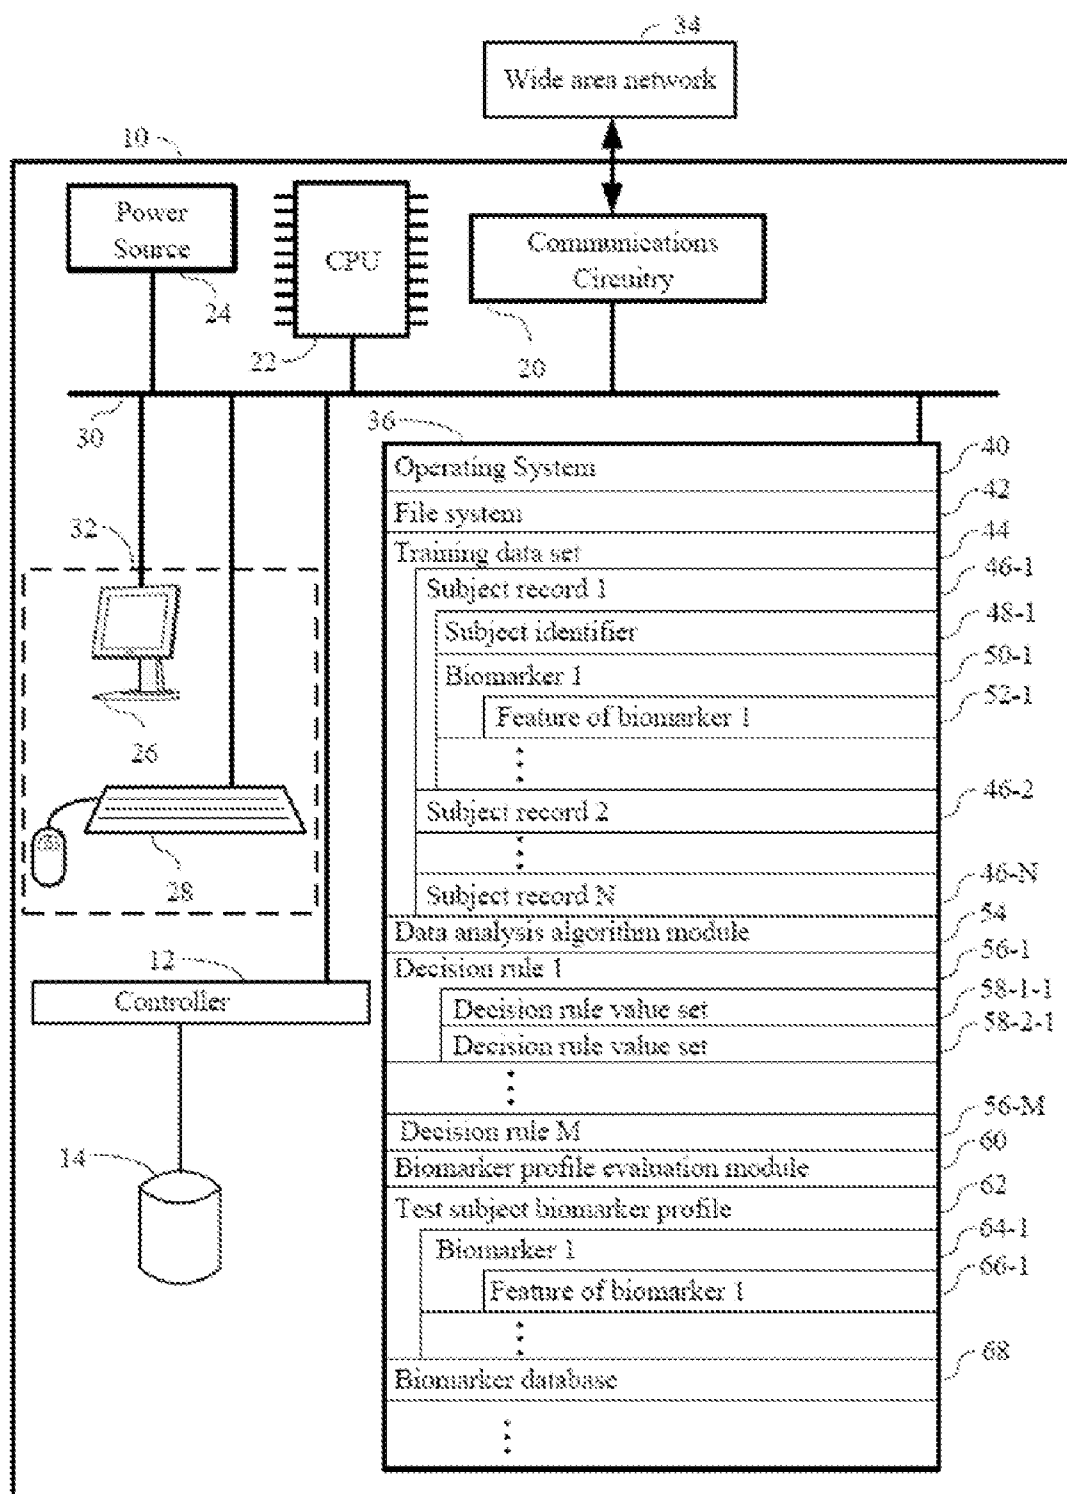 34
Wide area network
10
Power
Source
24
CPU
22
Communications
Circuitry
20
30
36
Operating System
40
File system
42
Training data set
44
Subject record 1
46-1
Subject identifier
48-1
Biomarker 1
50-1
Feature of biomarker 1
52-1
Subject record 2
46-2
Subject record N
46-N
Data analysis algorithm module
54
Decision rule 1
56-1
Decision rule value set
58-1-1
Decision rule value set
58-2-1
Decision rule M
56-M
Biomarker profile evaluation module
60
Test subject biomarker profile
62
Biomarker 1
64-1
Feature of biomarker 1
66-1
Biomarker database
68
32
26
28
12
Controller
14